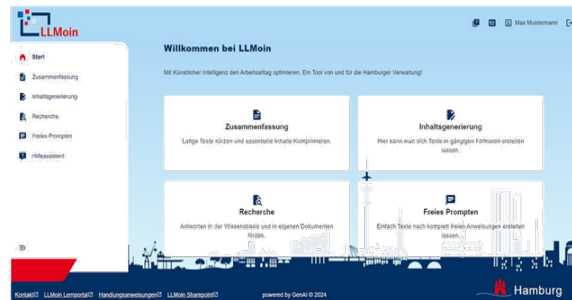 LLMoin
Max Mustermann
Start
Zusammenfassung
Inhaltsgenerierung
Recherche
Freies Prompten
Hilfeassistent
Willkommen bei LLMoin
Mit Künstlicher Intelligenz den Arbeitsalltag optimieren. Ein Tool von und für die Hamburger Verwaltung!
Zusammenfassung
Lange Texte kürzen und essentielle Inhalte Komprimieren.
Inhaltsgenerierung
Hier kann man sich Texte in gängigen Formaten erstellen
lassen.
Recherche
Antworten in der Wissensbasis und in eigenen Dokumenten
finden.
Freies Prompten
Einfach Texte nach komplett freien Anweisungen erstellen
lassen.
Kontakt LLMoin Lernportal Handlungsanweisungen LLMoin Sharepoint powered by GenAI © 2024
Hamburg